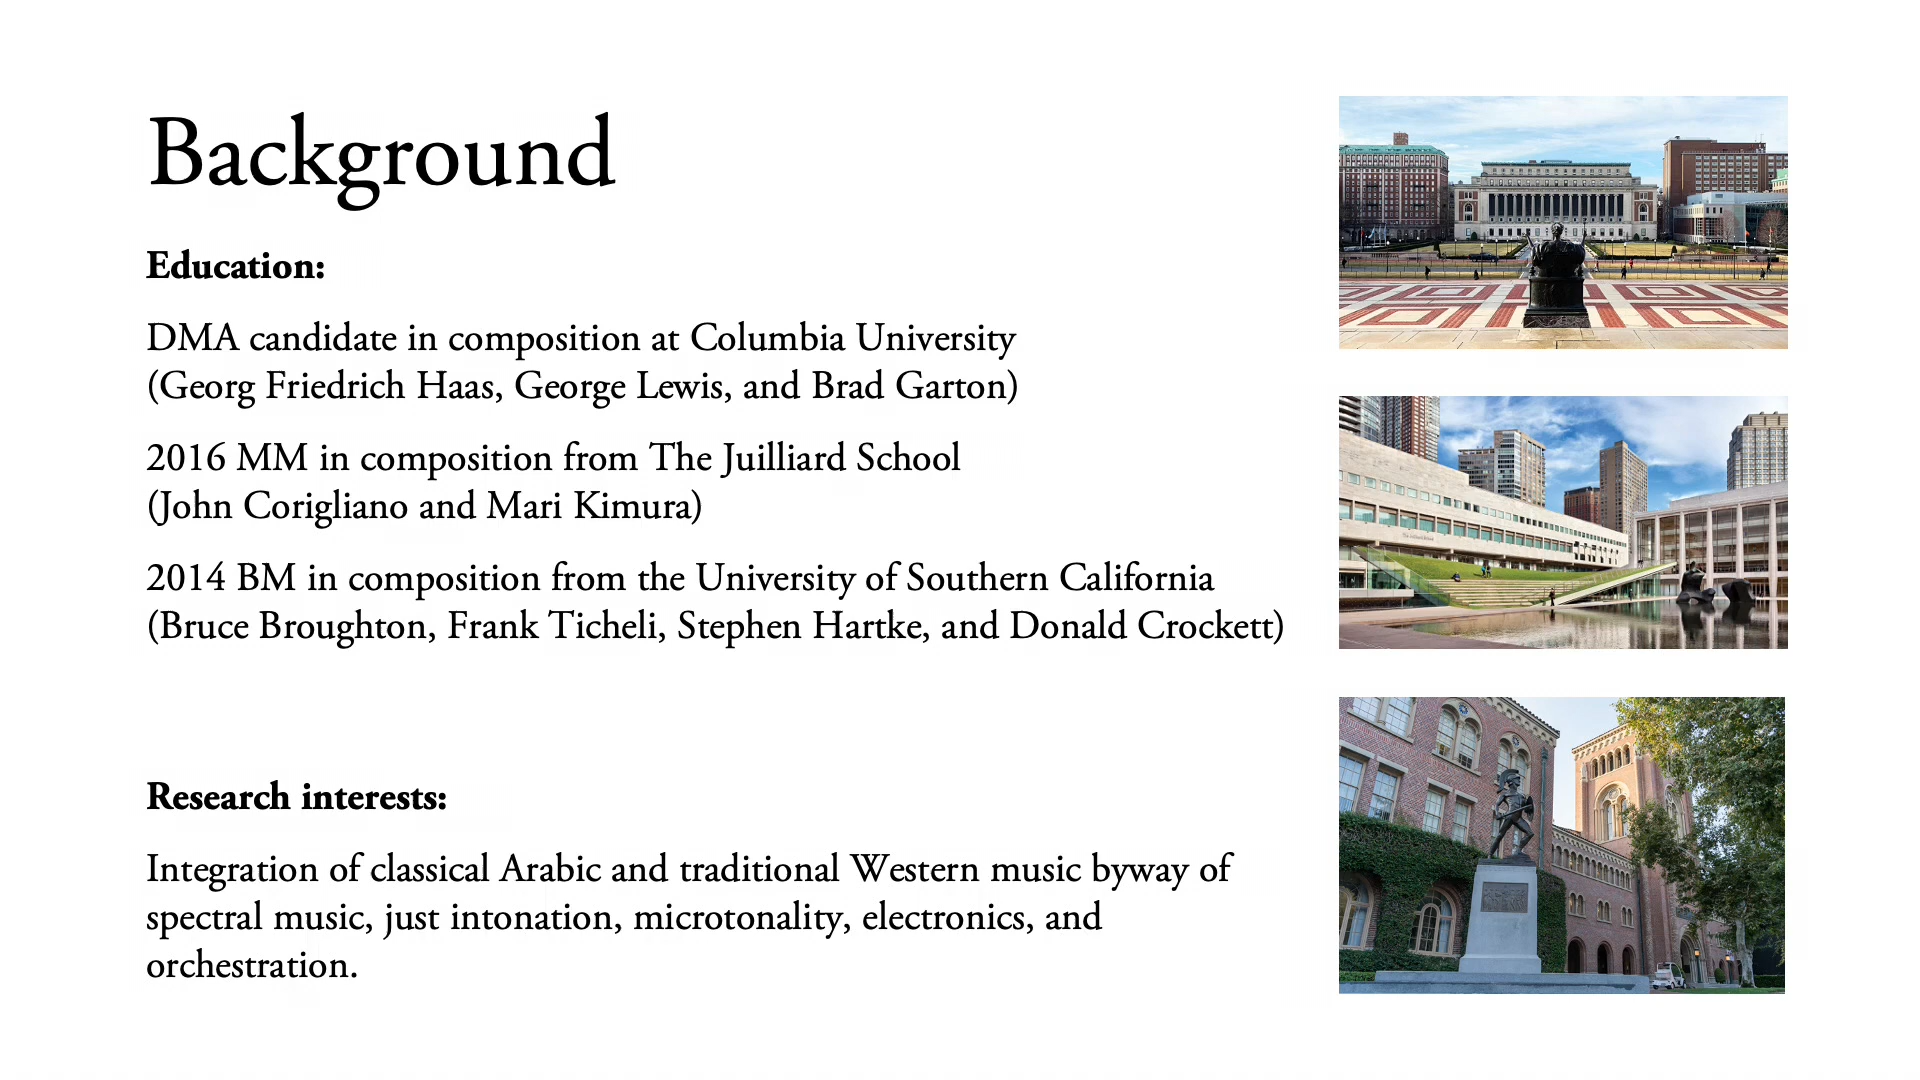 Background
Education:
DMA candidate in composition at Columbia University
(Georg Friedrich Haas, George Lewis, and Brad Garton)
2016 MM in composition from The Juilliard School
(John Corigliano and Mari Kimura)
2014 BM in composition from the University of Southern California
(Bruce Broughton, Frank Ticheli, Stephen Hartke, and Donald Crockett)
Research interests:
Integration of classical Arabic and traditional Western music byway of
spectral music, just intonation, microtonality, electronics, and
orchestration.